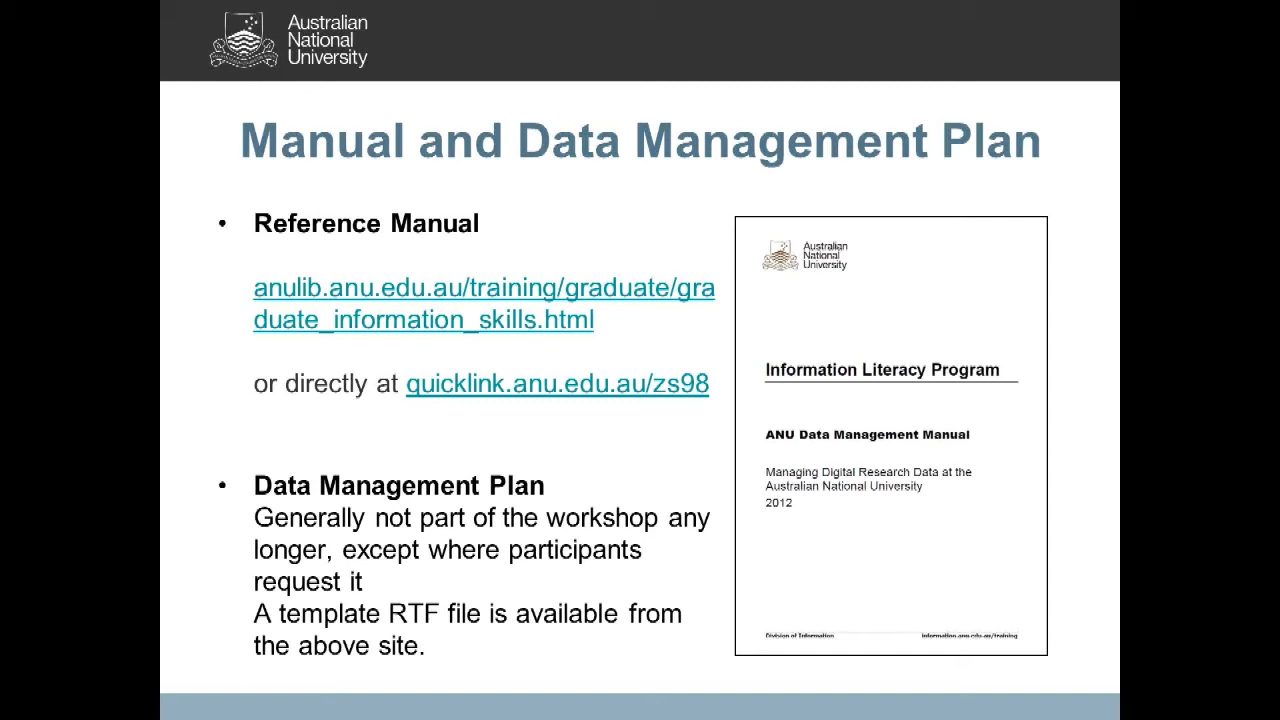 Australian
National
University
Manual and Data Management Plan
• Reference Manual
anulib.anu.edu.au/training/graduate/gra
duate_information_skills.html
or directly at quicklink.anu.edu.au/zs98
• Data Management Plan
Generally not part of the workshop any
longer, except where participants
request it
A template RTF file is available from
the above site.
Australian
National
University
Information Literacy Program
ANU Data Management Manual
Managing Digital Research Data at the
Australian National University
2012
Division of Information information.anu.edu.au/training